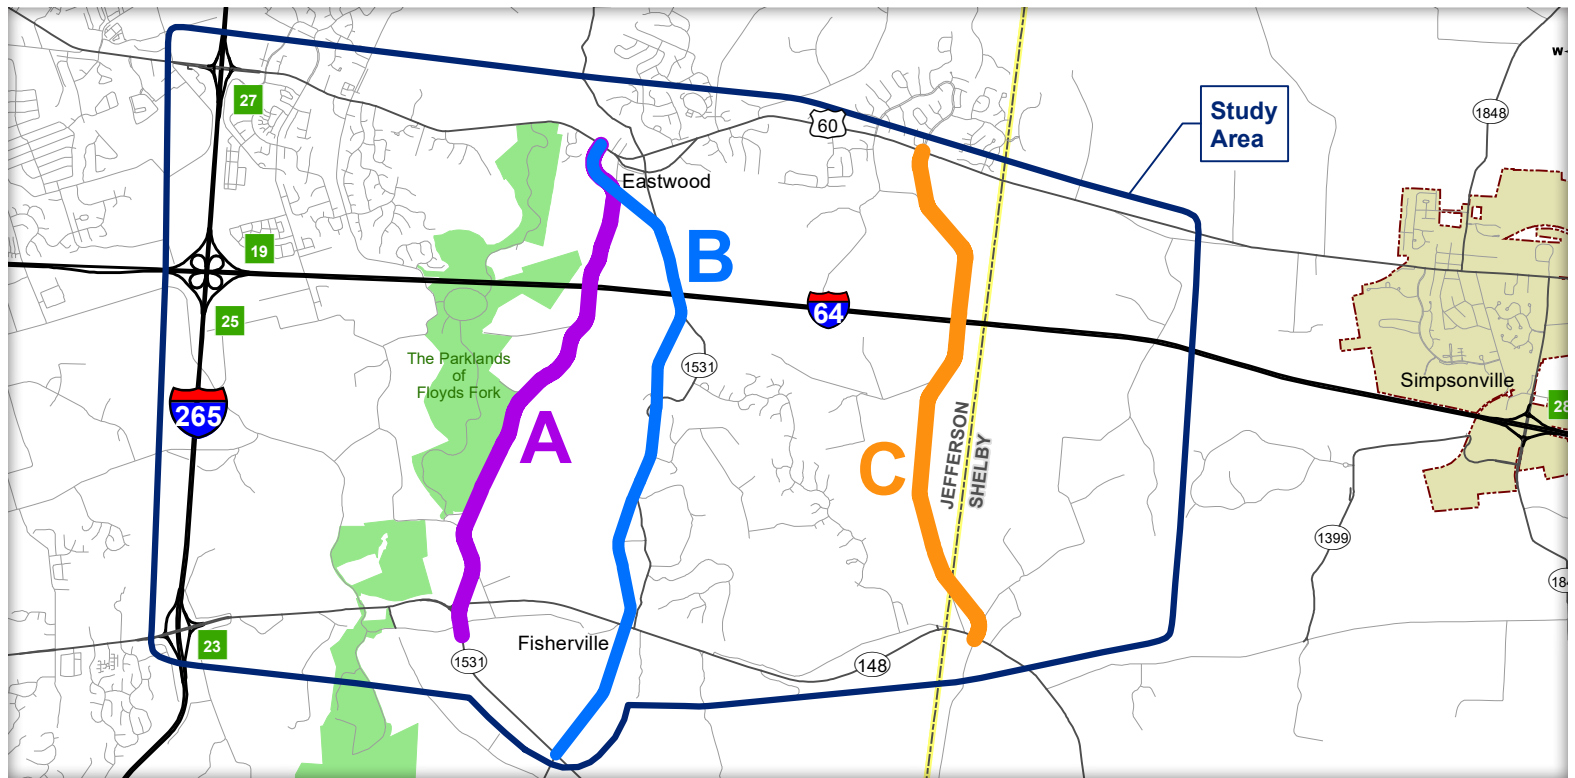 W-
27
60
1848
Study
Area
Eastwood
19
B
64
25
1531
The Parklands
of
Floyds Fork
Simpsonville
265
28
A
C
JEFFERSON
SHELBY
1399
184
23
Fisherville
1531
148